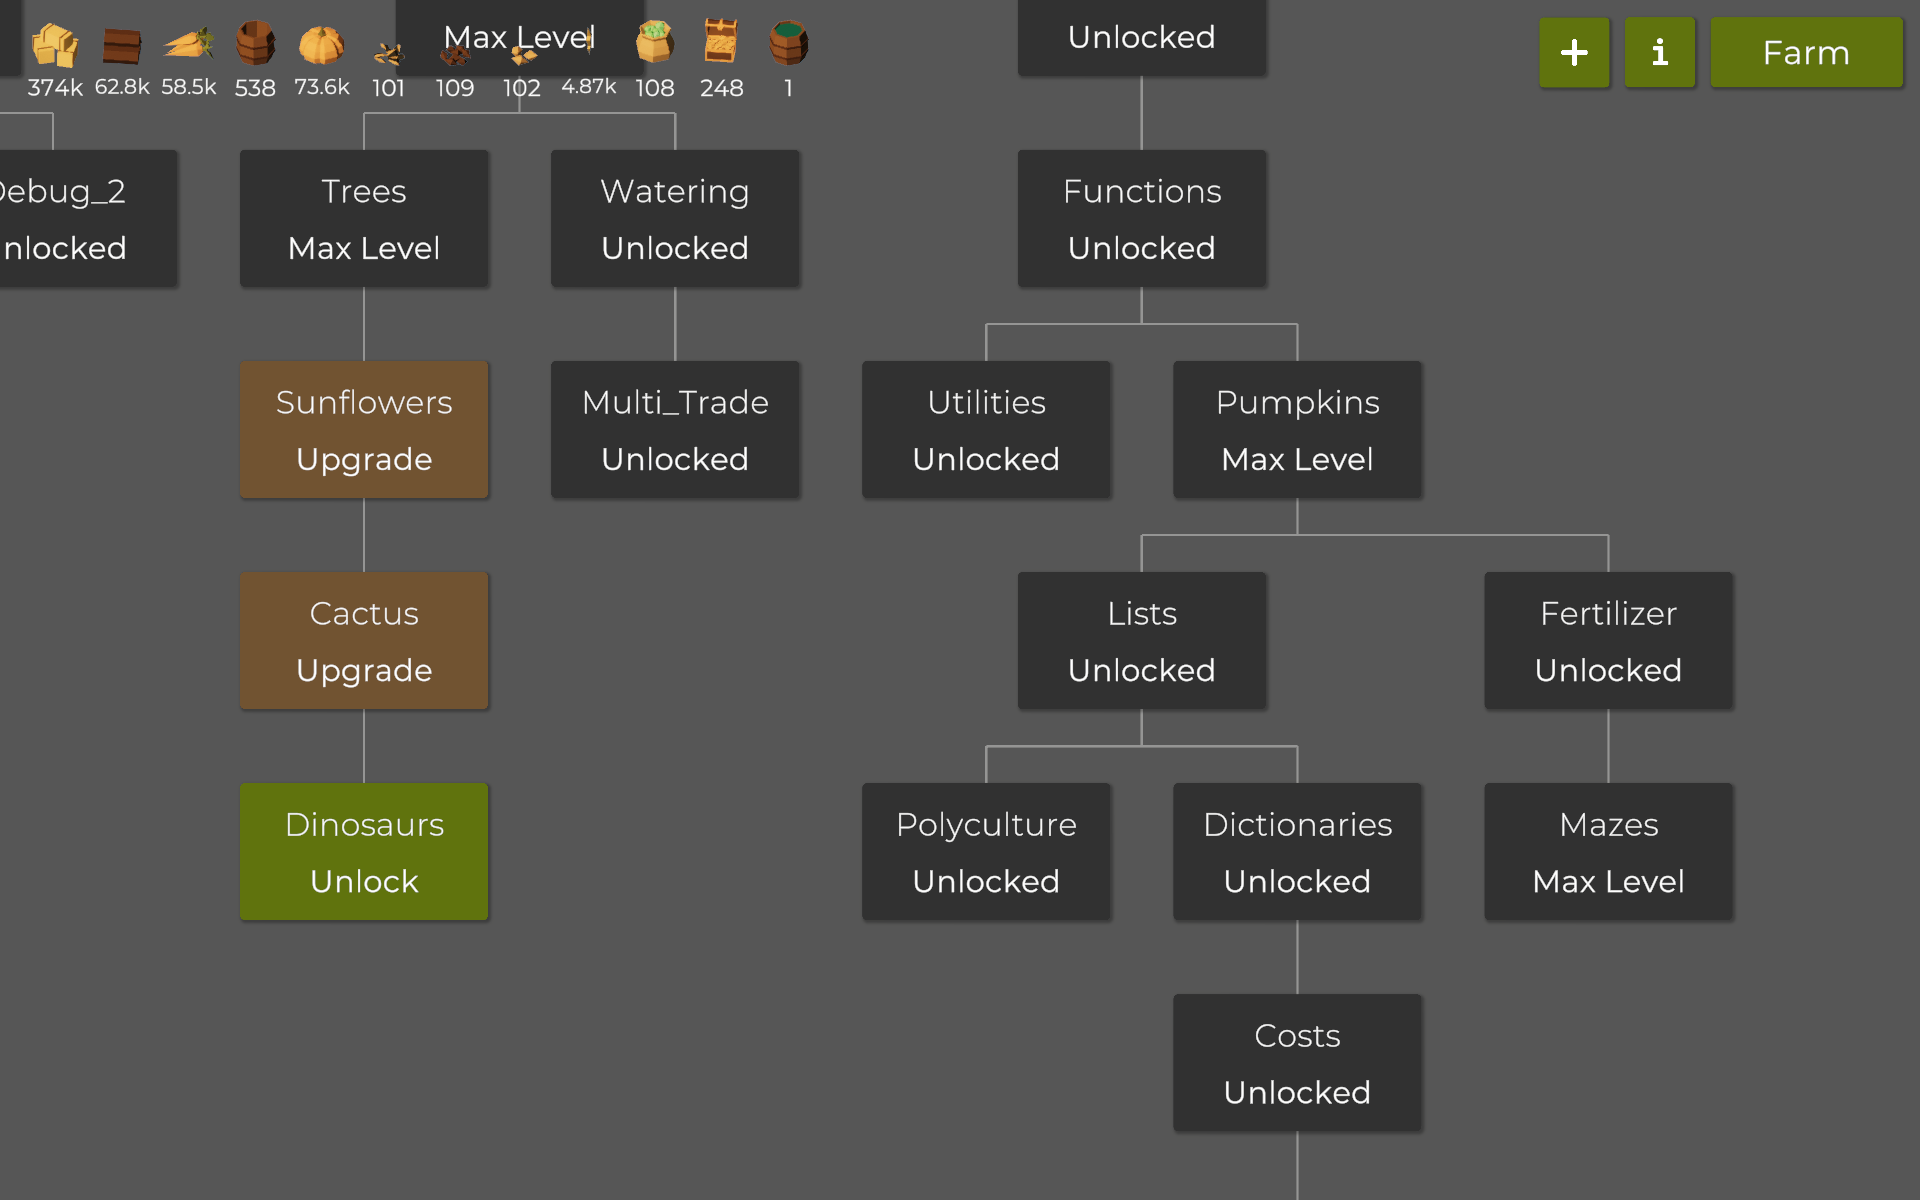 Max Level
Unlocked
i
Farm
374k
62.8k
58.5k
538
73.6k
101
109
102
4.87k
108
248
1
Debug_2
nlocked
Trees
Max Level
Watering
Unlocked
Functions
Unlocked
Sunflowers
Upgrade
Multi_Trade
Unlocked
Utilities
Unlocked
Pumpkins
Max Level
Cactus
Upgrade
Lists
Unlocked
Fertilizer
Unlocked
Dinosaurs
Unlock
Polyculture
Unlocked
Dictionaries
Unlocked
Mazes
Max Level
Costs
Unlocked